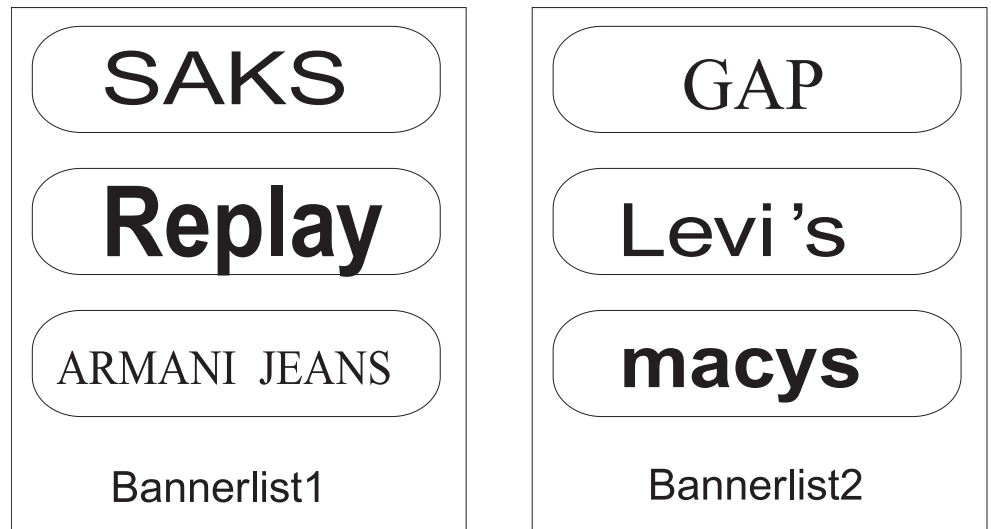 SAKS
Replay
ARMANI JEANS
Bannerlist1
GAP
Levi's
macys
Bannerlist2